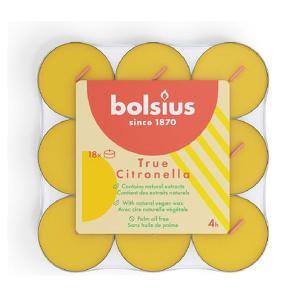 bolsius
since 1870
18x
True
Citronella
Contains natural extracts
Contient des extraits naturels
With natural vegan wax
Avec cire naturelle végétale
Palm oil free
Sans huile de palme
4h